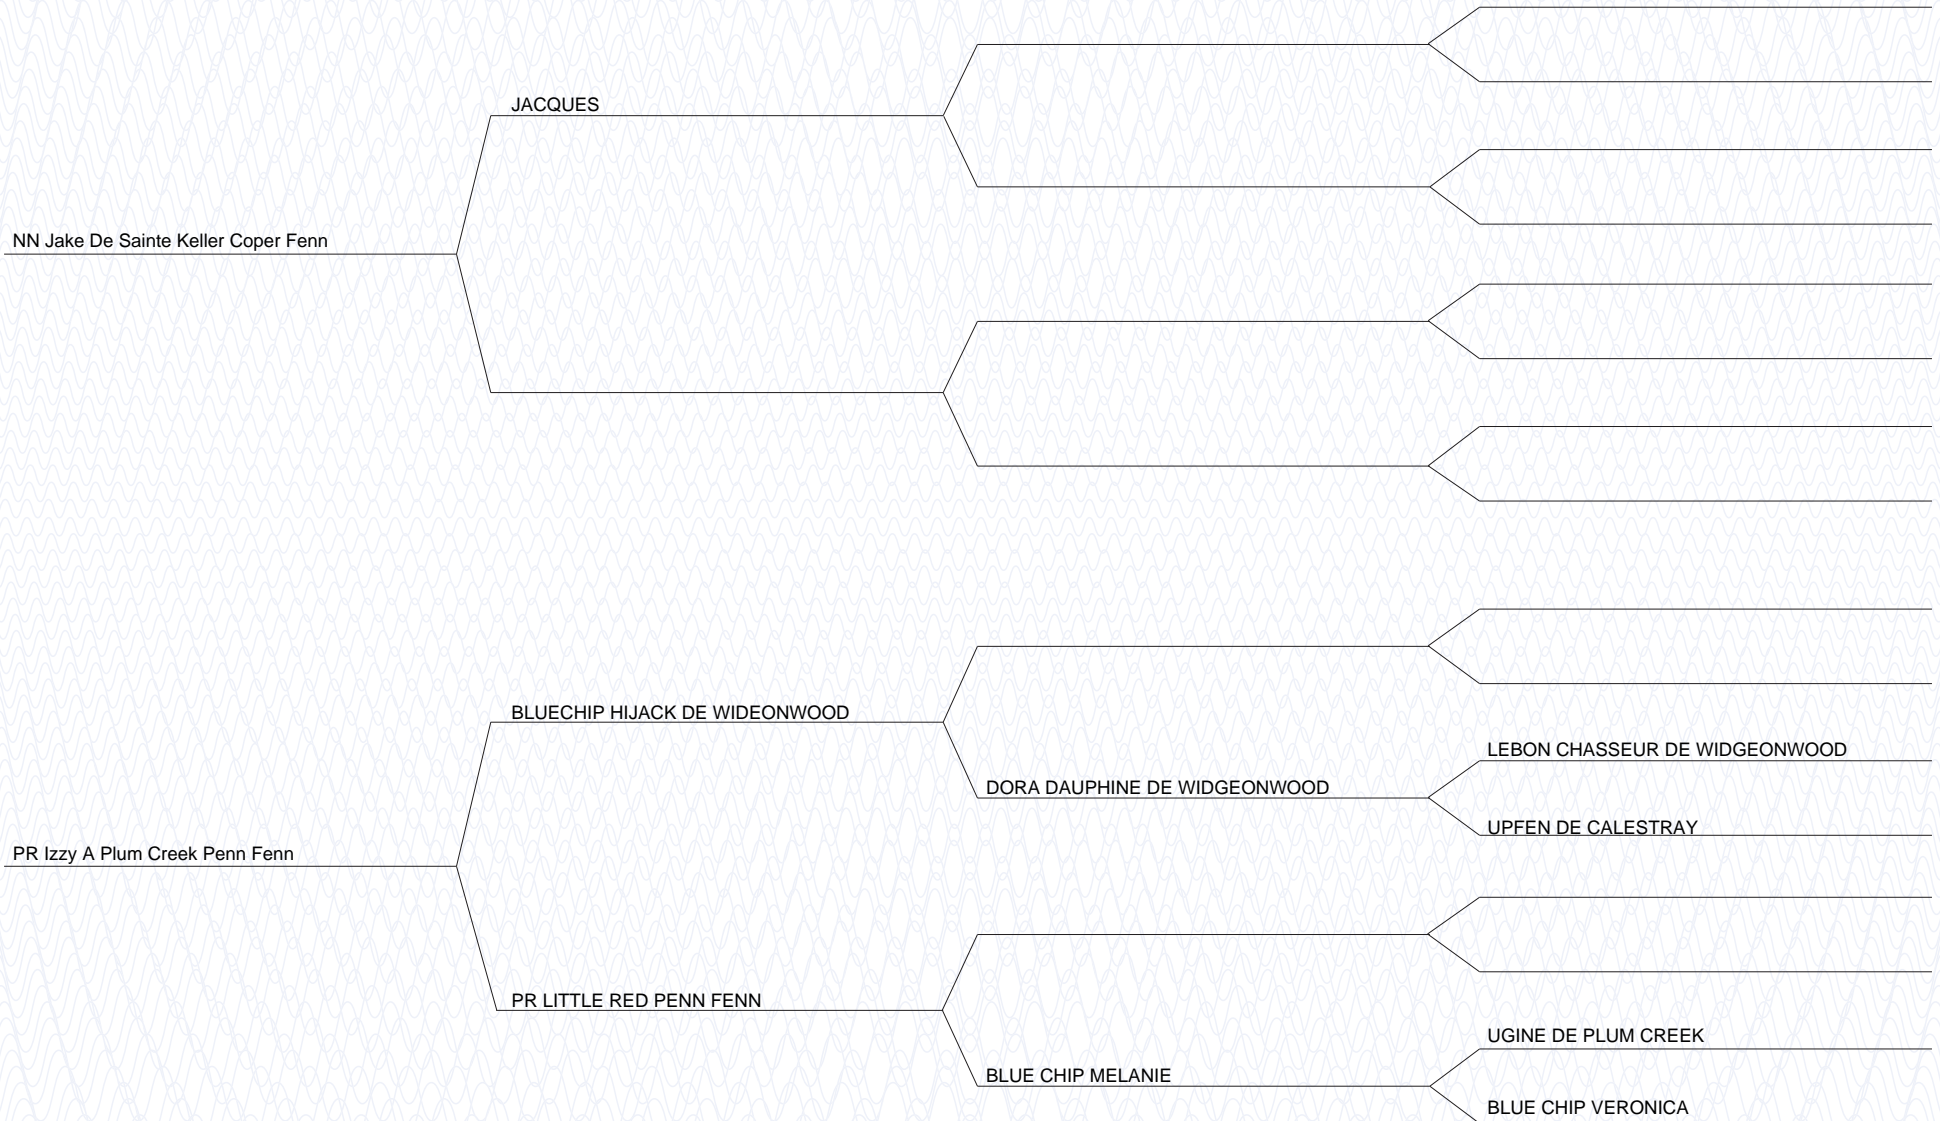 JACQUES
NN Jake De Sainte Keller Coper Fenn
BLUECHIP HIJACK DE WIDEONWOOD
LEBON CHASSEUR DE WIDGEONWOOD
DORA DAUPHINE DE WIDGEONWOOD
UPFEN DE CALESTRAY
PR Izzy A Plum Creek Penn Fenn
PR LITTLE RED PENN FENN
UGINE DE PLUM CREEK
BLUE CHIP MELANIE
BLUE CHIP VERONICA